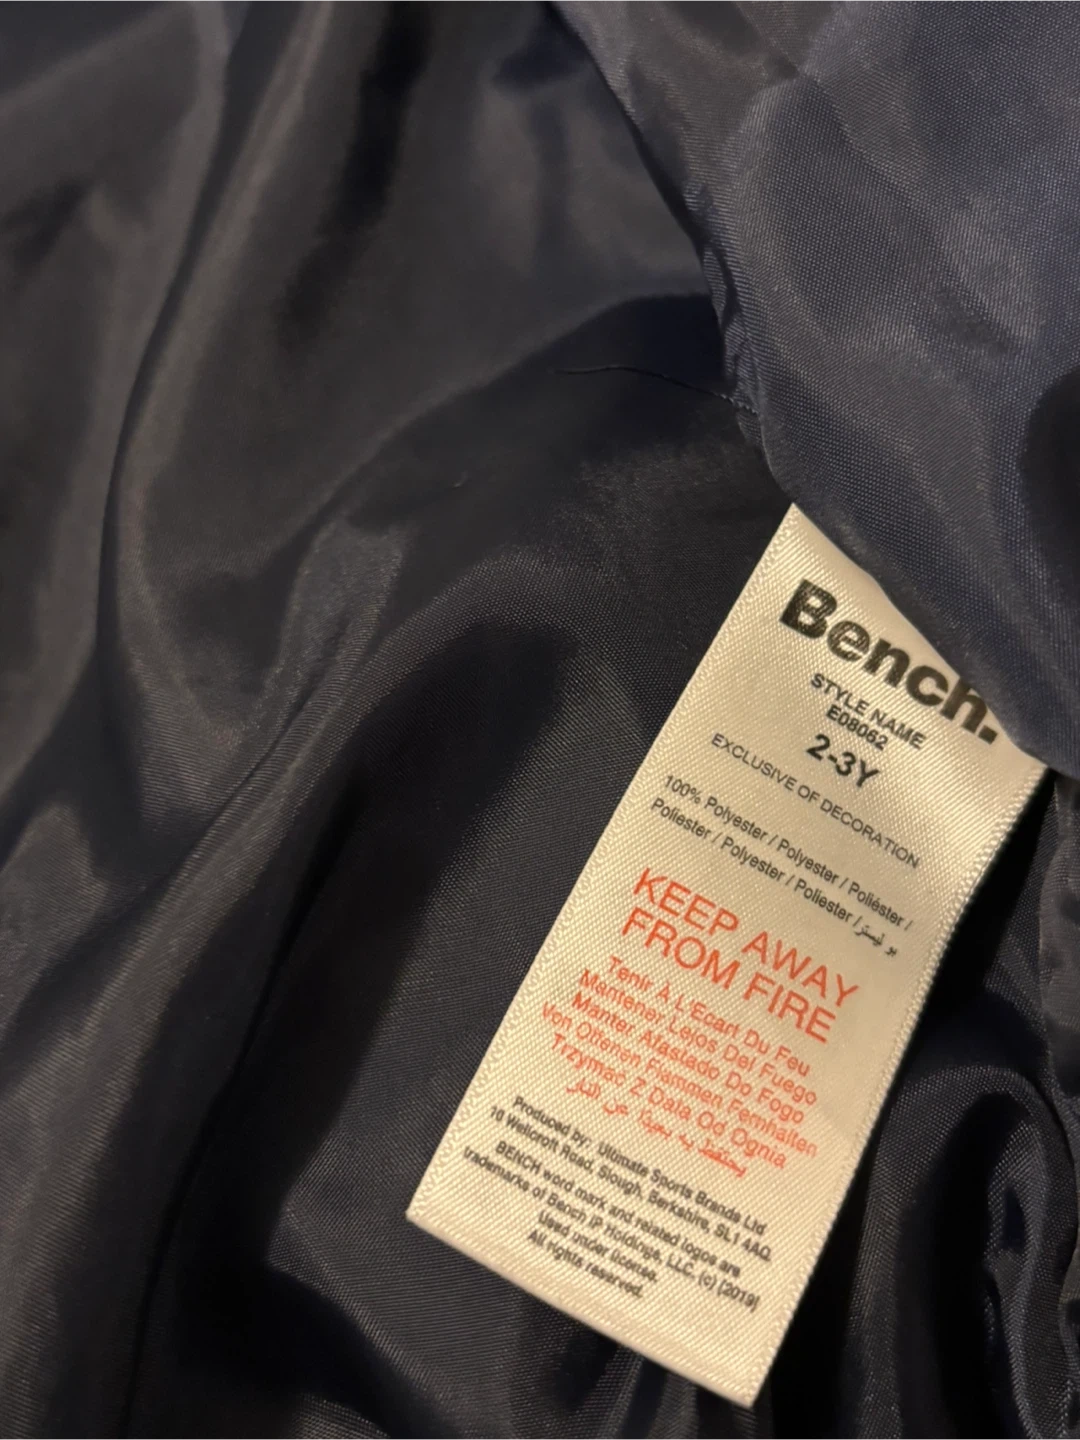 Bench.
STYLE NAME
E08062
2-3Y
EXCLUSIVE OF DECORATION
100% Polyester / Polyester / Poliéster /
Poliester / Polyester / Poliester / بو ليستر
KEEP AWAY
FROM FIRE
Tenir À L'Ecart Du Feu
Mantener Lejos Del Fuego
Manter Afastado Do Fogo
Von Offenen Flammen Fernhalten
Trzymac Z Dala Od Ognia
يحتفظ به بعيدًا عن النار
Produced by: Ultimate Sports Brands Ltd
10 Wellcroft Road, Slough, Berkshire, SL1 4AQ.
BENCH word mark and related logos are
trademarks of Bench IP Holdings, LLC. (c) [2019]
Used under license.
All rights reserved.